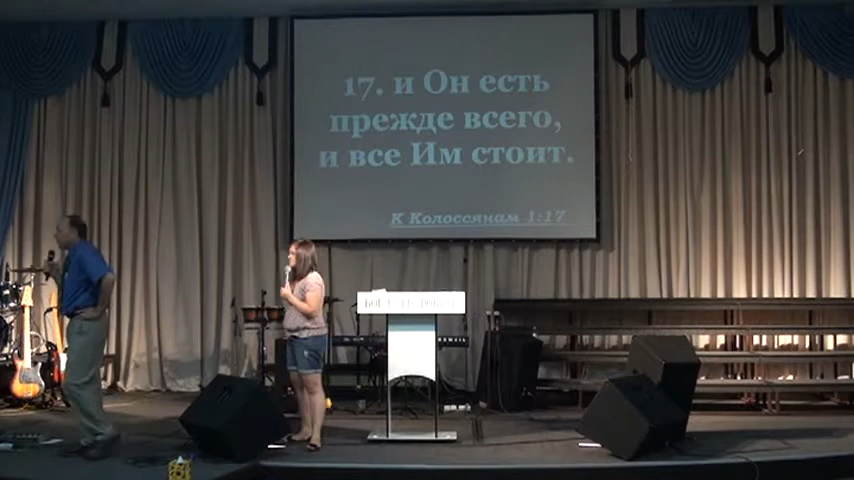 17. и Он есть
прежде всего,
и все Им стоит.
К Колоссянам 1:17